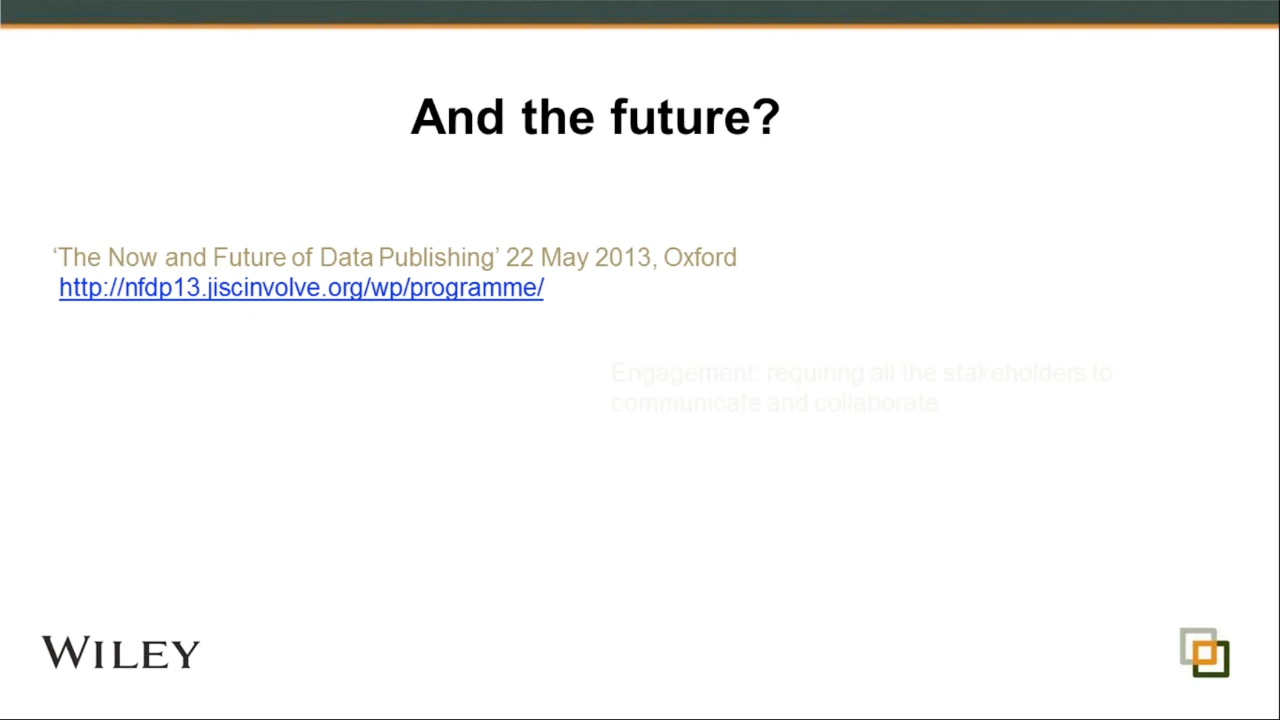 And the future?
‘The Now and Future of Data Publishing’ 22 May 2013, Oxford
http://nfdp13.jiscinvolve.org/wp/programme/
Engagement: requiring all the stakeholders to
communicate and collaborate
WILEY